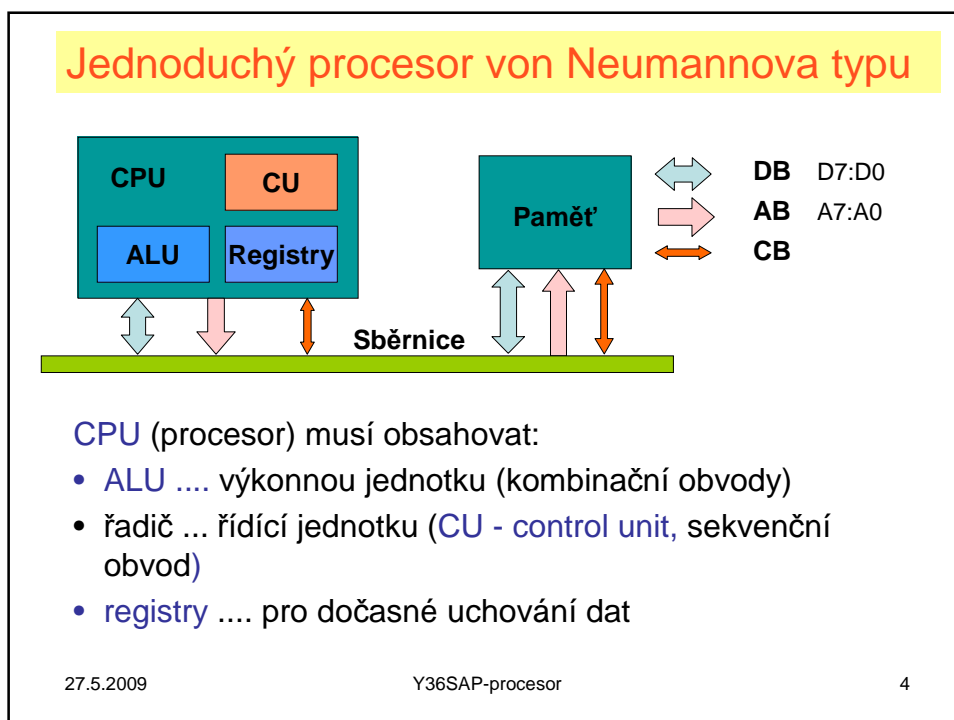 Jednoduchý procesor von Neumannova typu
CPU
CU
ALU
Registry
Paměť
DB D7:D0
AB A7:A0
CB
Sběrnice
CPU (procesor) musí obsahovat:
• ALU .... výkonnou jednotku (kombinační obvody)
• řadič ... řídící jednotku (CU - control unit, sekvenční
obvod)
• registry .... pro dočasné uchování dat
27.5.2009
Y36SAP-procesor
4